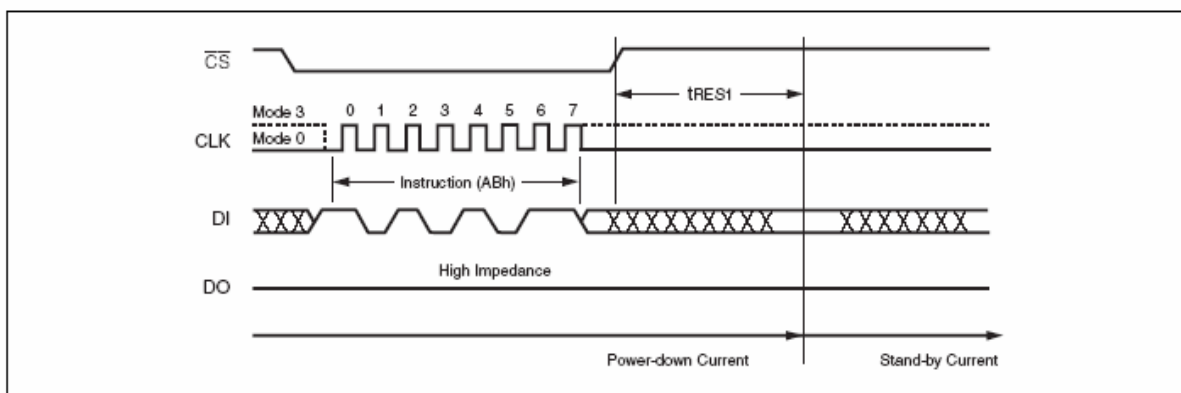 CS
tRES1
Mode 3 0 1 2 3 4 5 6 7
CLK Mode 0
Instruction (ABh)
DI
High Impedance
DO
Power-down Current Stand-by Current